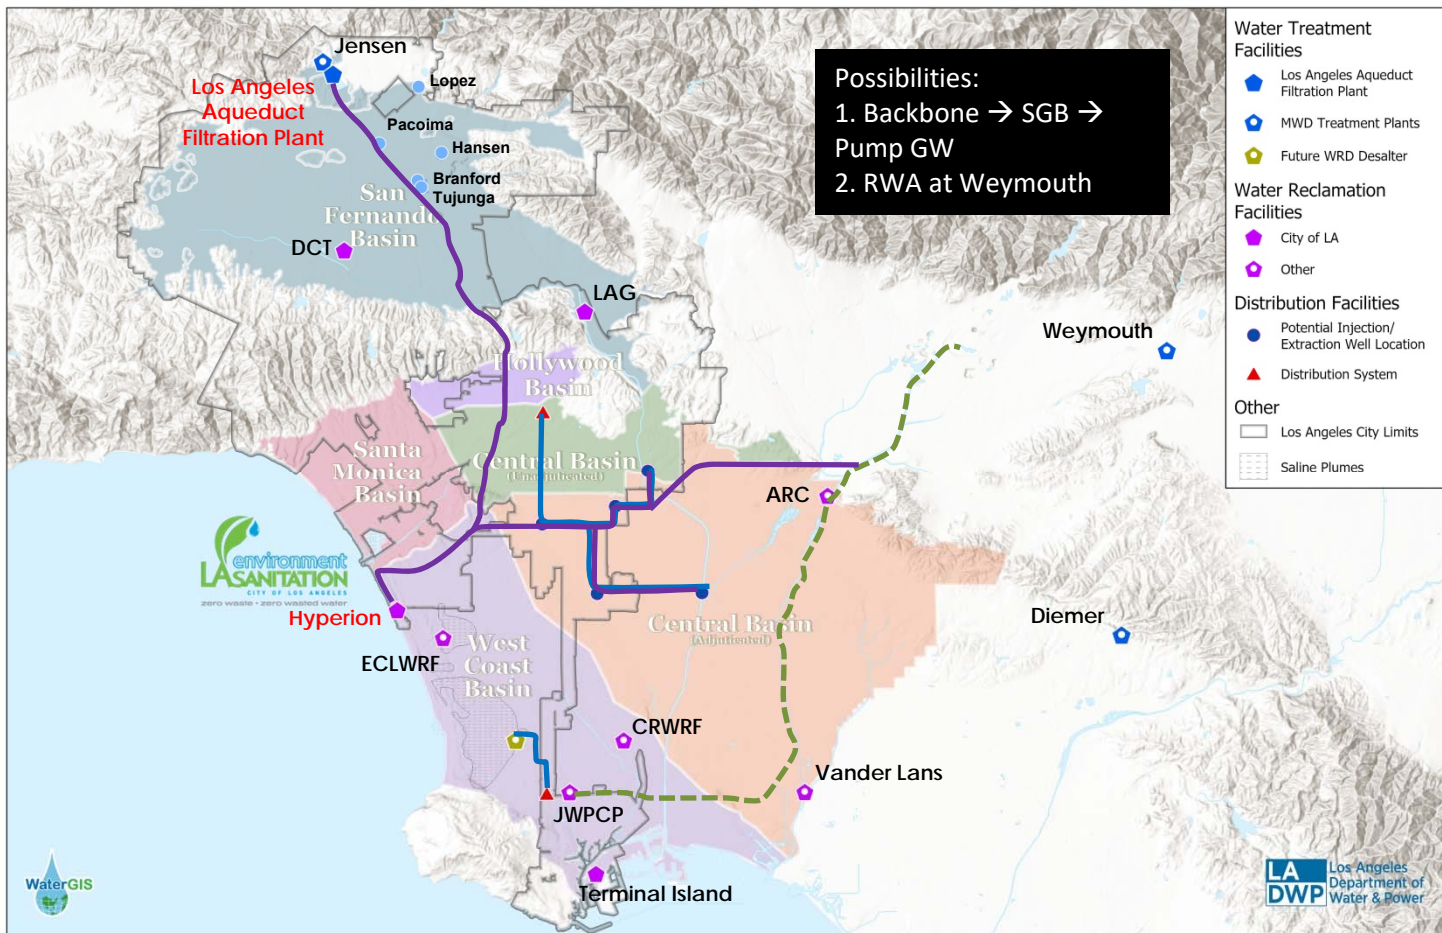 Jensen
Los Angeles
Aqueduct
Filtration Plant
Lopez
Pacoima
Hansen
Branford
Tujunga
San
Fernando
Basin
DCT
LAG
Hollywood
Basin
Santa
Monica
Basin
Central Basin
(Unadjudicated)
ARC
Weymouth
environment
LASANITATION
CITY OF LOS ANGELES
zero waste • zero wasted water
Hyperion
ECLWRF
West
Coast
Basin
Central Basin
(Adjudicated)
Diemer
CRWRF
JWPCP
Vander Lans
Terminal Island
WaterGIS
Possibilities:
1. Backbone → SGB →
Pump GW
2. RWA at Weymouth
Water Treatment
Facilities
Los Angeles Aqueduct
Filtration Plant
MWD Treatment Plants
Future WRD Desalter
Water Reclamation
Facilities
City of LA
Other
Distribution Facilities
Potential Injection/
Extraction Well Location
Distribution System
Other
Los Angeles City Limits
Saline Plumes
LA
DWP
Los Angeles
Department of
Water & Power